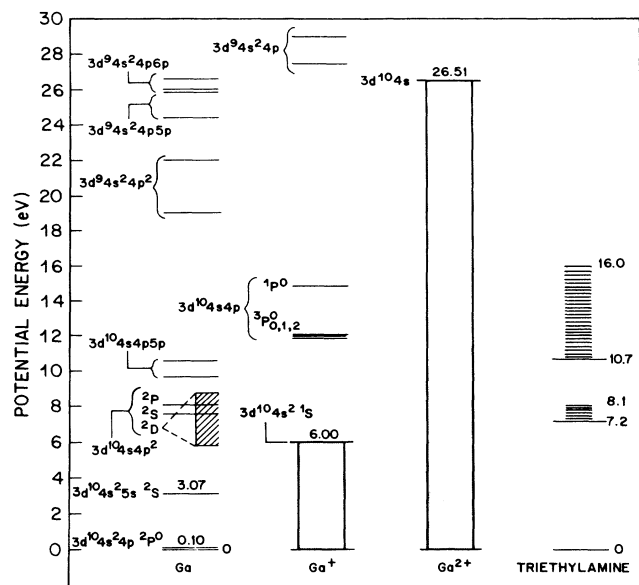 POTENTIAL ENERGY (eV)
30
28
26
24
22
20
18
16
14
12
10
8
6
4
2
0
3d⁹4s²4p6p
3d⁹4s²4p5p
3d⁹4s²4p²
3d¹⁰4s4p5p
²P
²S
²D
3d¹⁰4s4p²
3d¹⁰4s²5s ²S
3.07
3d¹⁰4s²4p ²P⁰
0.10
0
Ga
3d⁹4s²4p
3d¹⁰4s4p
¹P⁰
³P⁰₀,₁,₂
3d¹⁰4s² ¹S
6.00
Ga⁺
3d¹⁰4s
26.51
Ga²⁺
16.0
10.7
8.1
7.2
0
TRIETHYLAMINE